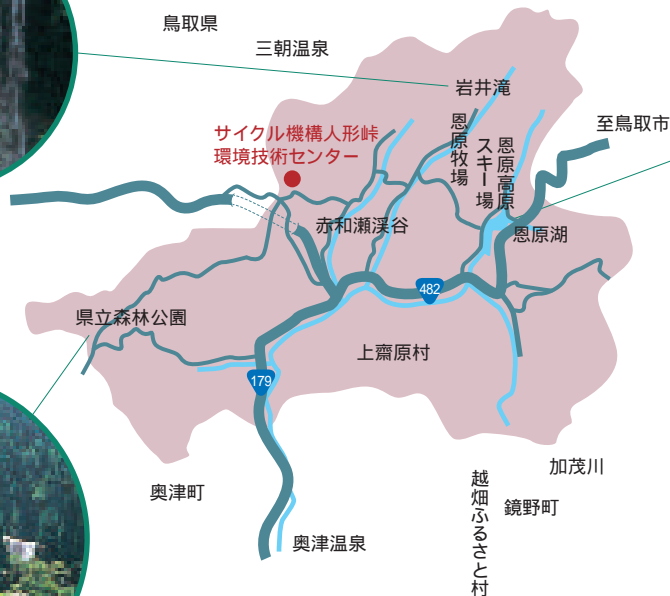 鳥取県
三朝温泉
岩井滝
至鳥取市
サイクル機構人形峠
環境技術センター
恩原牧場
恩原高原
スキー場
赤和瀬渓谷
恩原湖
482
県立森林公園
上齋原村
179
加茂川
奥津町
越畑ふるさと村
鏡野町
奥津温泉